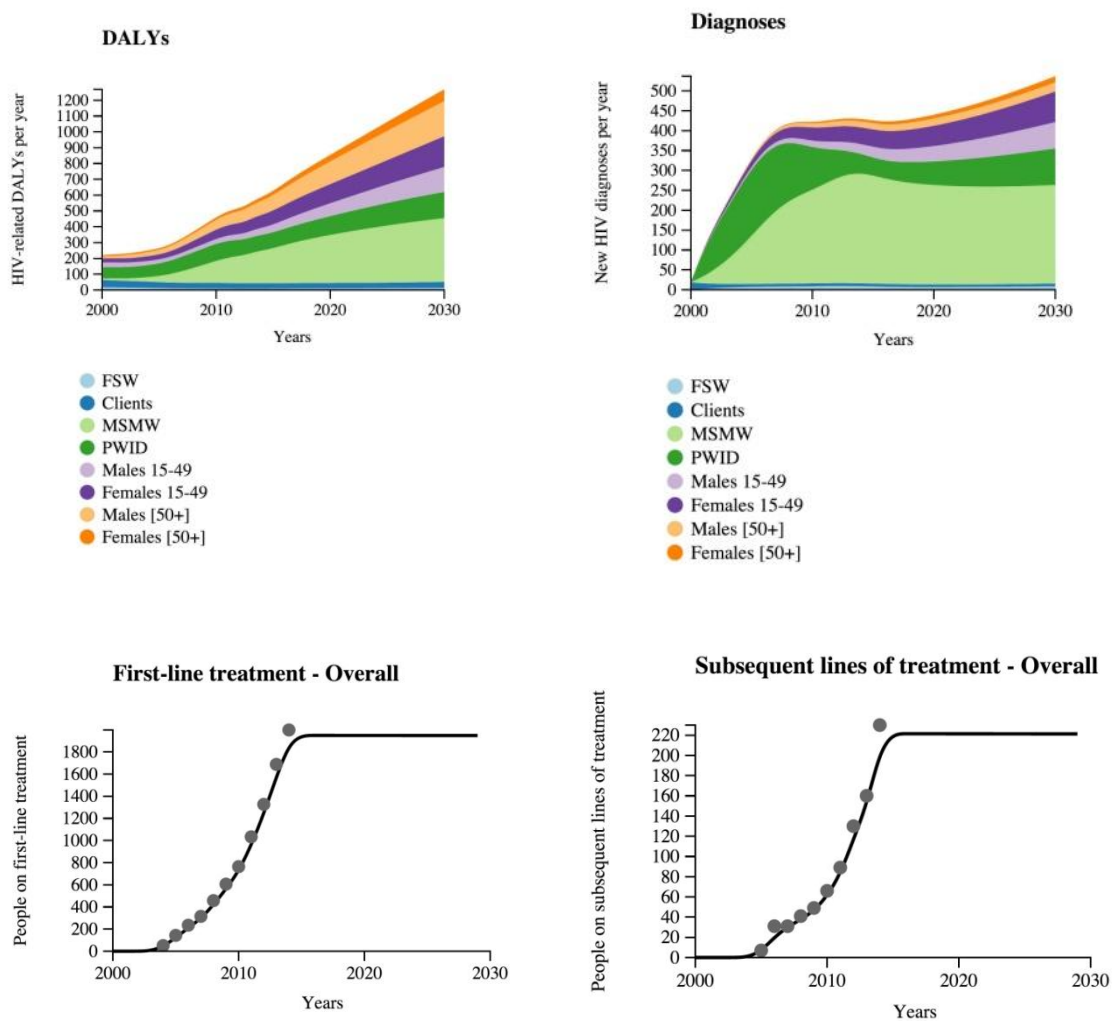 DALYs
HIV-related DALYs per year
1200
1100
1000
900
800
700
600
500
400
300
200
100
0
2000
2010
2020
2030
Years
FSW
Clients
MSMW
PWID
Males 15-49
Females 15-49
Males [50+]
Females [50+]
Diagnoses
New HIV diagnoses per year
500
450
400
350
300
250
200
150
100
50
0
2000
2010
2020
2030
Years
FSW
Clients
MSMW
PWID
Males 15-49
Females 15-49
Males [50+]
Females [50+]
First-line treatment - Overall
People on first-line treatment
1800
1600
1400
1200
1000
800
600
400
200
0
2000
2010
2020
2030
Years
Subsequent lines of treatment - Overall
People on subsequent lines of treatment
220
200
180
160
140
120
100
80
60
40
20
0
2000
2010
2020
2030
Years